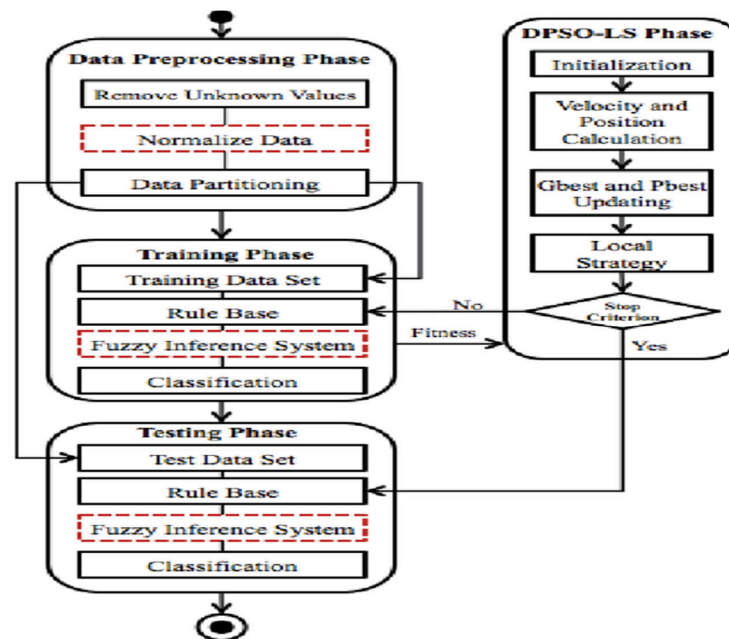 Data Preprocessing Phase
Remove Unknown Values
Normalize Data
Data Partitioning
Training Phase
Training Data Set
Rule Base
Fuzzy Inference System
Classification
Testing Phase
Test Data Set
Rule Base
Fuzzy Inference System
Classification
DPSO-LS Phase
Initialization
Velocity and
Position
Calculation
Gbest and Pbest
Updating
Local
Strategy
Stop
Criterion
No
Fitness
Yes